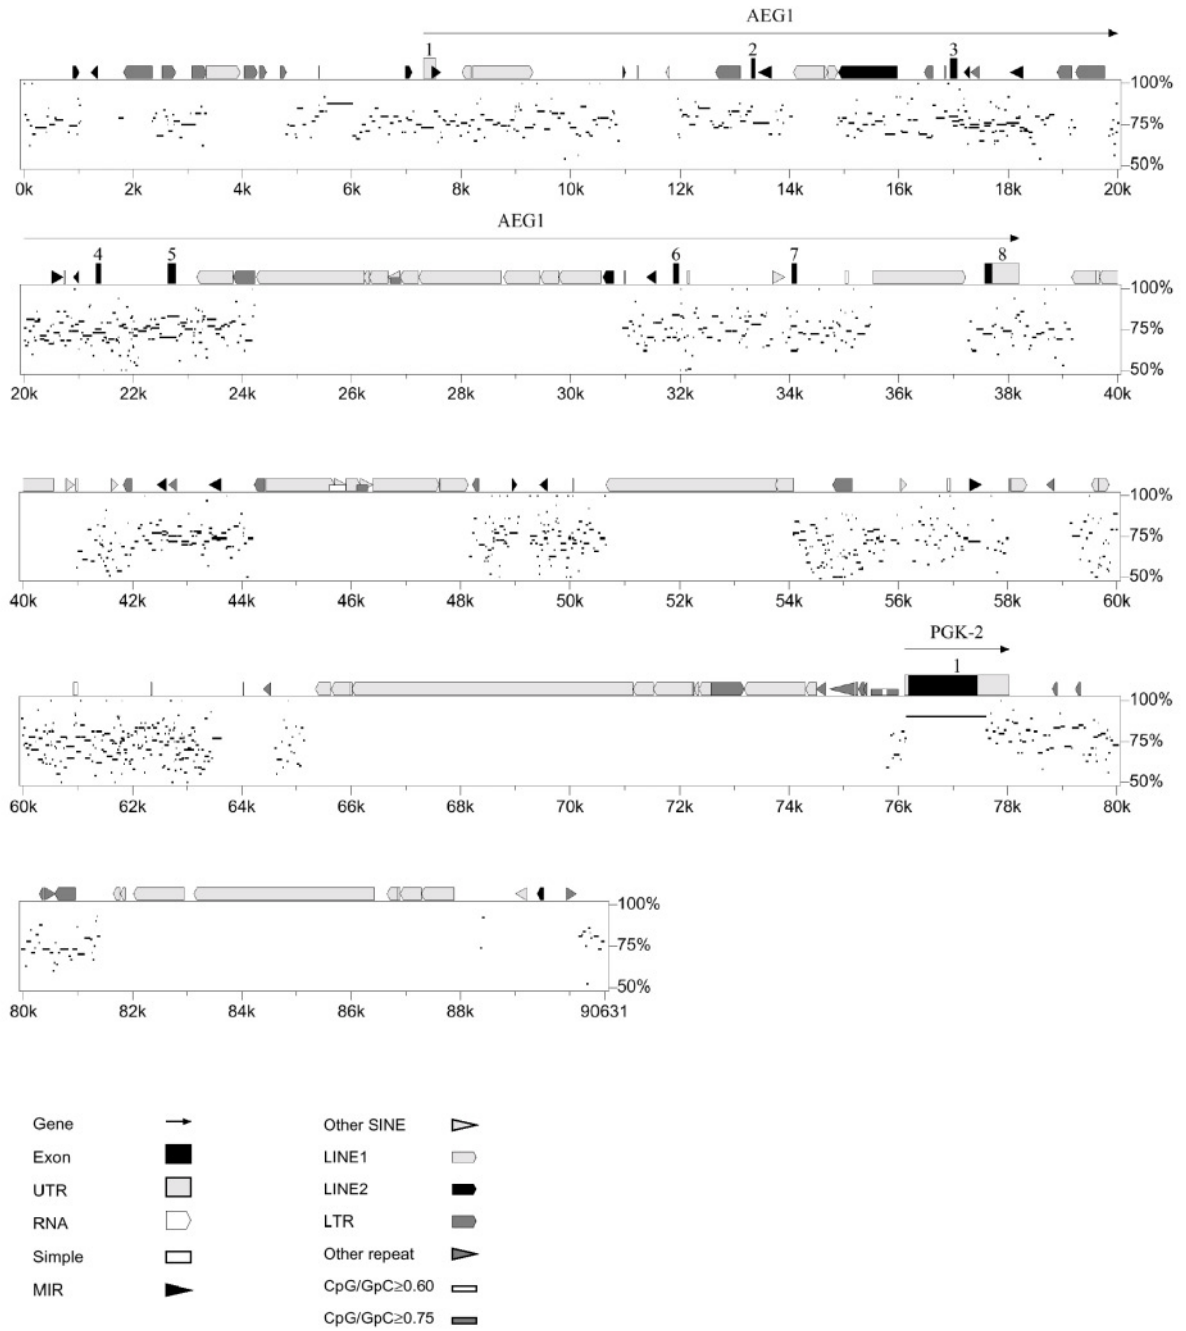 AEG1
1 2 3
100%
75%
50%
0k 2k 4k 6k 8k 10k 12k 14k 16k 18k 20k
AEG1
4 5 6 7 8
100%
75%
50%
20k 22k 24k 26k 28k 30k 32k 34k 36k 38k 40k
100%
75%
50%
40k 42k 44k 46k 48k 50k 52k 54k 56k 58k 60k
PGK-2
1
100%
75%
50%
60k 62k 64k 66k 68k 70k 72k 74k 76k 78k 80k
100%
75%
50%
80k 82k 84k 86k 88k 90631
Gene
Exon
UTR
RNA
Simple
MIR
Other SINE
LINE1
LINE2
LTR
Other repeat
CpG/GpC≥0.60
CpG/GpC≥0.75